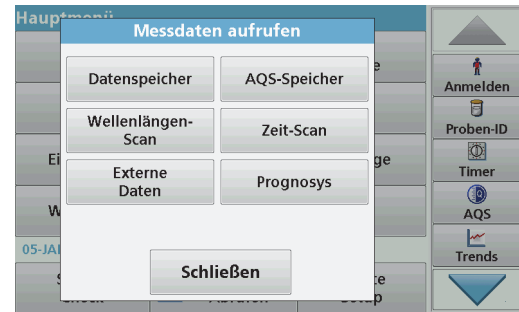 Hauptmenü
Messdaten aufrufen
Datenspeicher
AQS-Speicher
Wellenlängen-
Scan
Zeit-Scan
Externe
Daten
Prognosys
Schließen
05-JA
Anmelden
Proben-ID
Timer
AQS
Trends